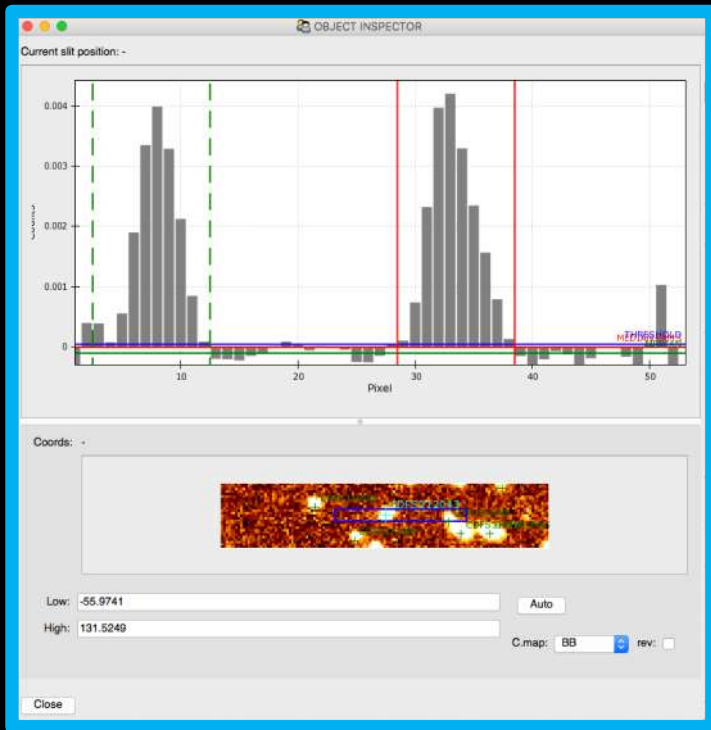 OBJECT INSPECTOR
Current slit position: -
0.004
0.003
0.002
0.001
0
THRESHOLD
10
20
30
40
50
Pixel
Coords: -
Low: -55.9741
Auto
High: 131.5249
C.map: BB
rev:
Close